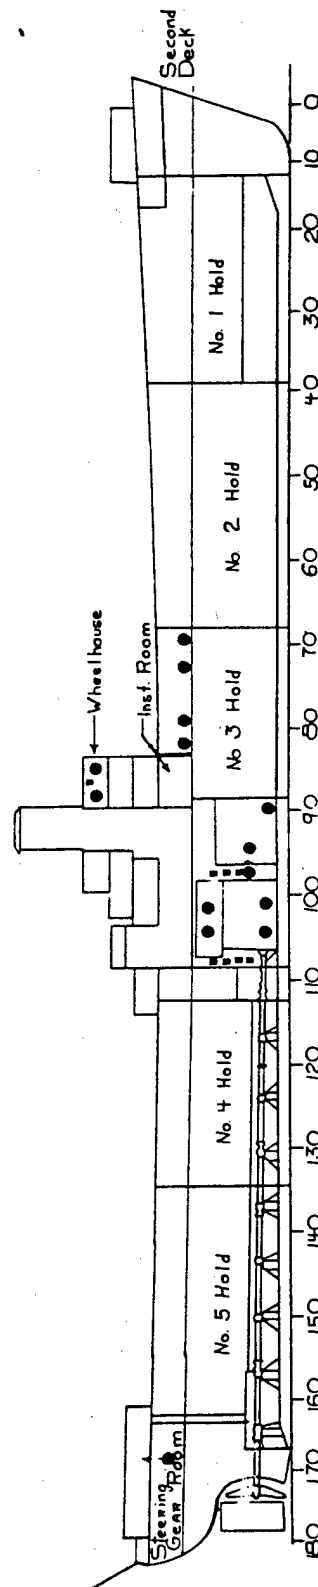 Second
Deck
Wheelhouse
Inst. Room
No. 1 Hold
No. 2 Hold
No 3 Hold
No. 4 Hold
No. 5 Hold
Steering
Gear Room
0
10
20
30
40
50
60
70
80
90
100
110
120
130
140
150
160
170
180